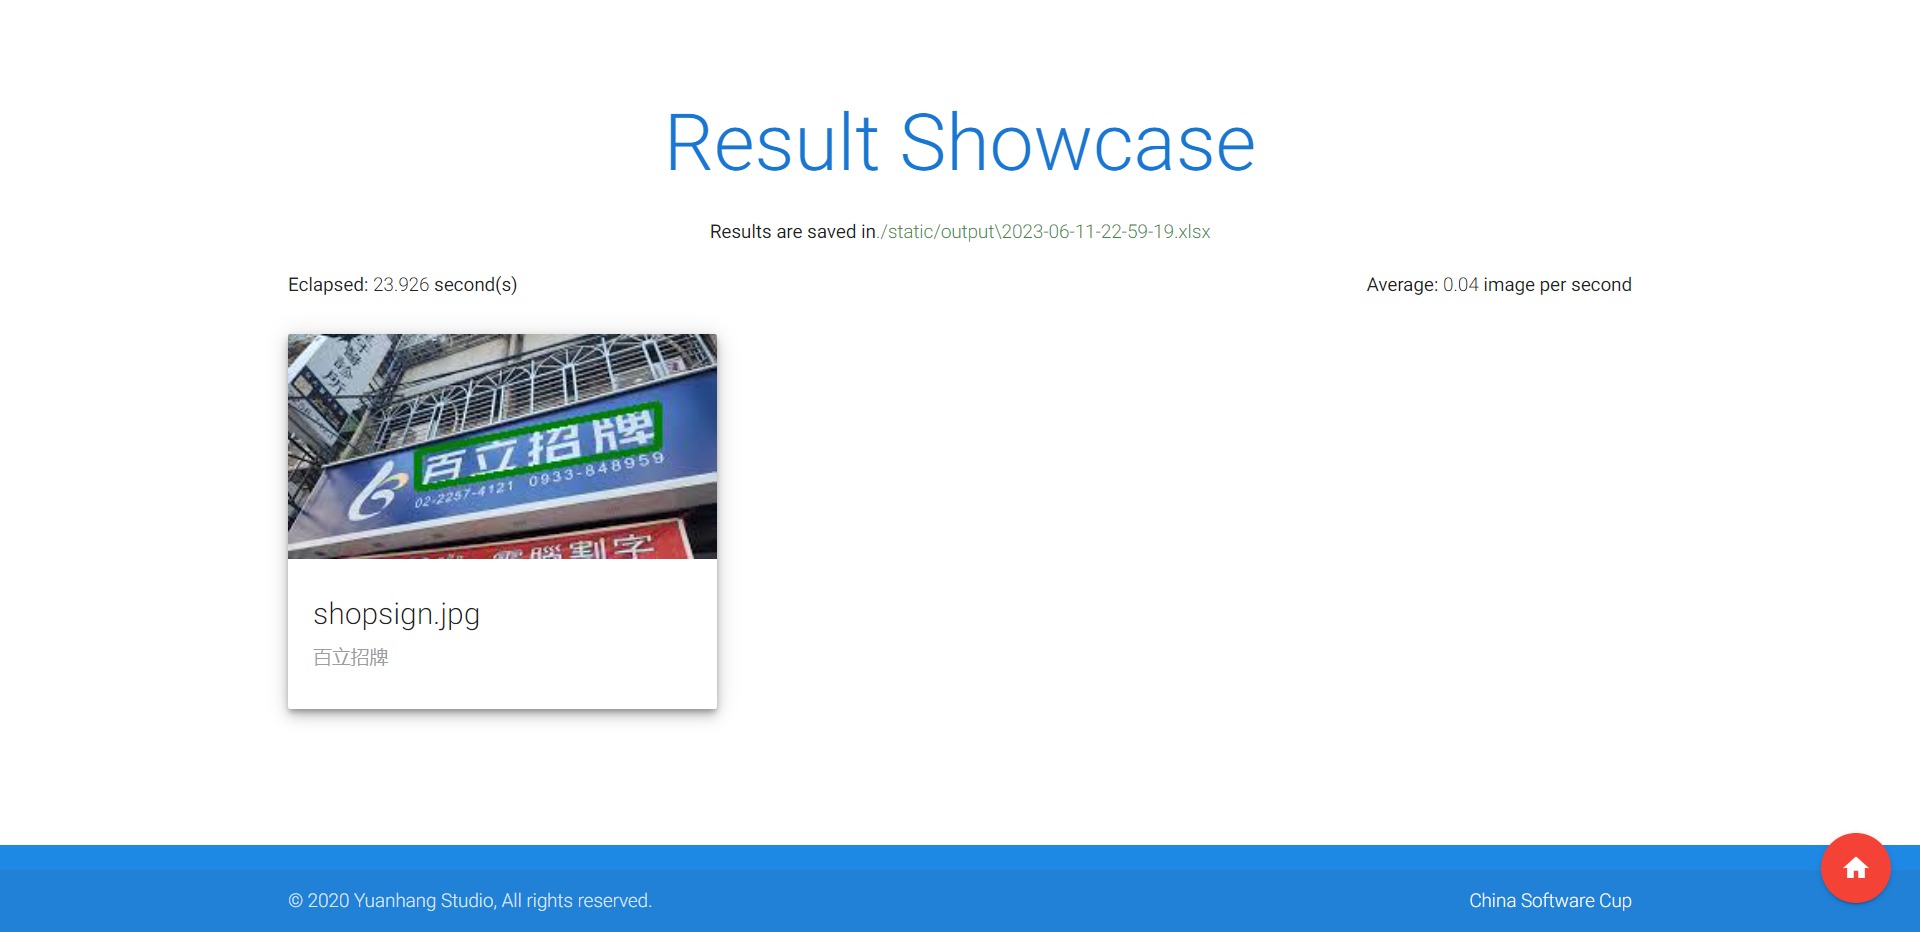 Result Showcase
Results are saved in./static/output\2023-06-11-22-59-19.xlsx
Eclapsed: 23.926 second(s)
Average: 0.04 image per second
診所
百立招牌
02-2257-4121 0933-848959
電腦割字
shopsign.jpg
百立招牌
© 2020 Yuanhang Studio, All rights reserved.
China Software Cup